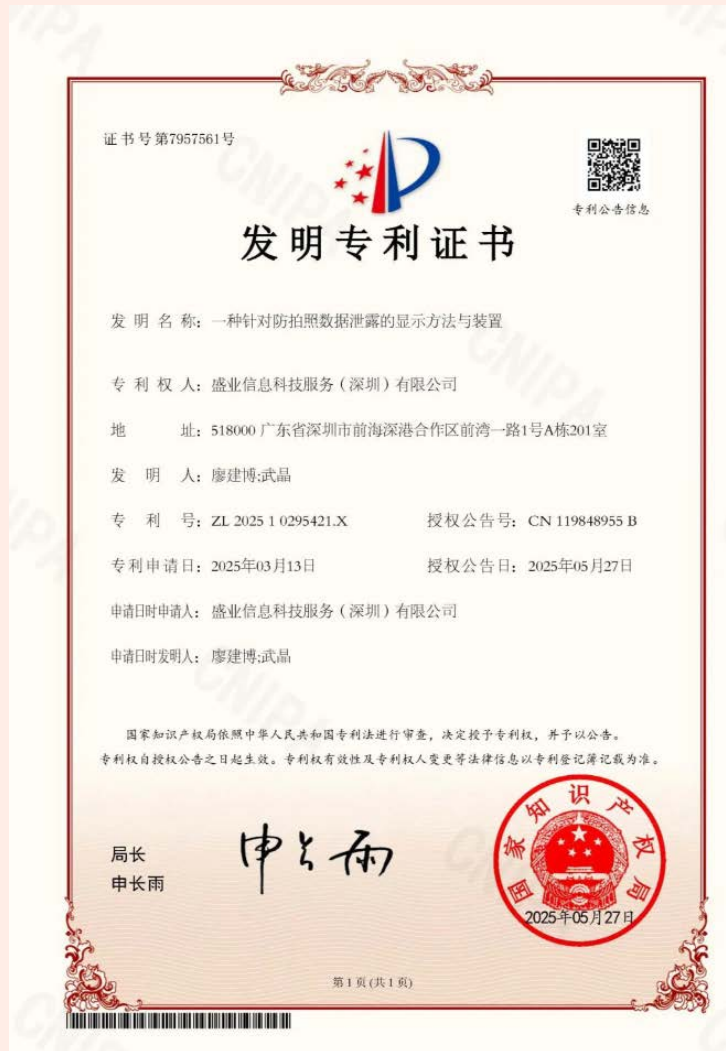 证书号第7957561号
专利公告信息
发明专利证书
发明名称：一种针对防拍照数据泄露的显示方法与装置
专利权人：盛业信息科技服务（深圳）有限公司
地址：518000 广东省深圳市前海深港合作区前湾一路1号A栋201室
发明人：廖建博;武晶
专利号：ZL 2025 1 0295421.X 授权公告号：CN 119848955 B
专利申请日：2025年03月13日 授权公告日：2025年05月27日
申请日时申请人：盛业信息科技服务（深圳）有限公司
申请日时发明人：廖建博;武晶
国家知识产权局依照中华人民共和国专利法进行审查，决定授予专利权，并予以公告。
专利权自授权公告之日起生效。专利权有效性及专利权人变更等法律信息以专利登记簿记载为准。
局长
申长雨
申长雨
国家知识产权局
2025年05月27日
第1页(共1页)
CNIPA
CNIPA
CNIPA
CNIPA